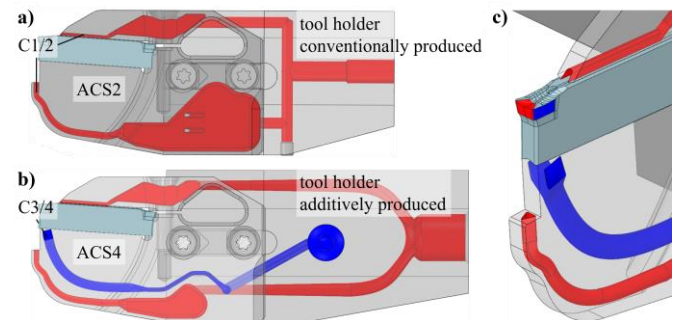 a)
C1/2
ACS2
tool holder
conventionally produced
b)
C3/4
ACS4
tool holder
additively produced
c)